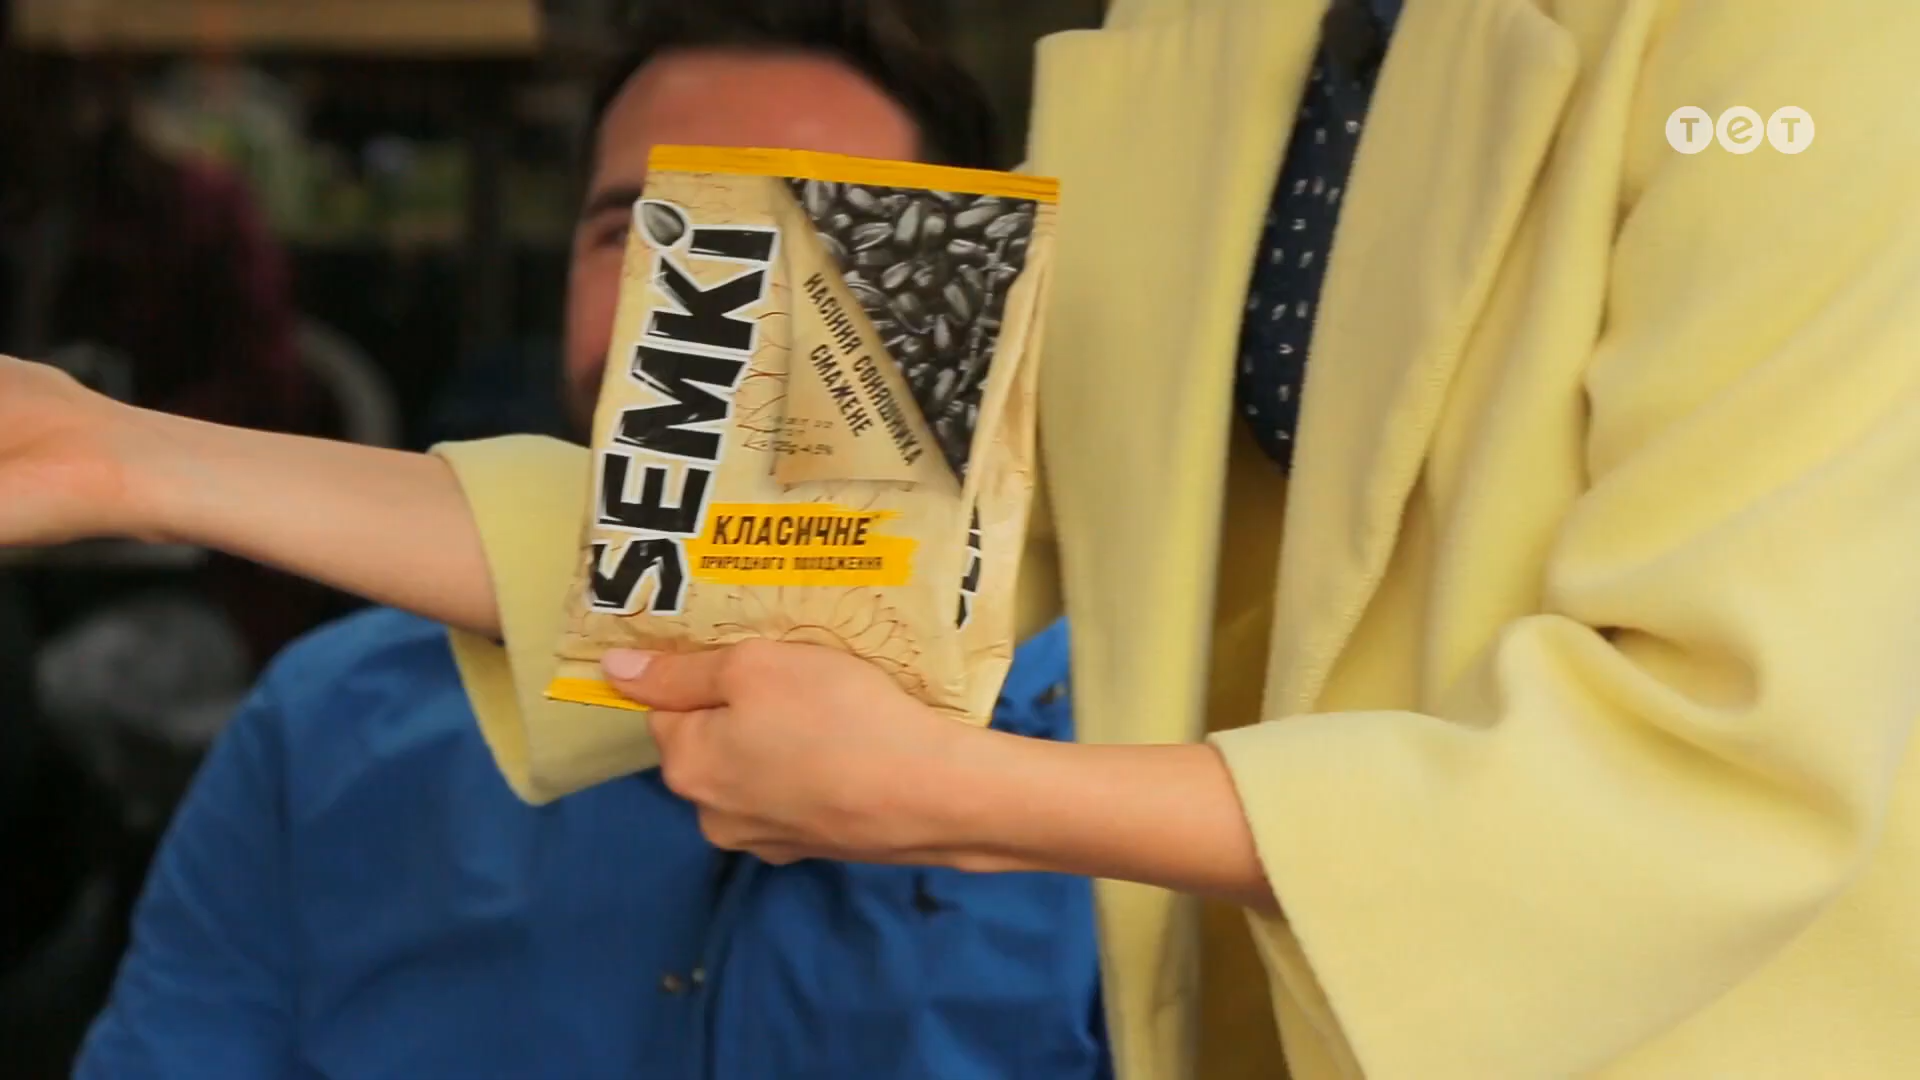 тет
SEMKI
НАСІННЯ СОНЯШНИКА
СМАЖЕНЕ
КЛАСИЧНЕ*
ПРИРОДНОГО ПОХОДЖЕННЯ